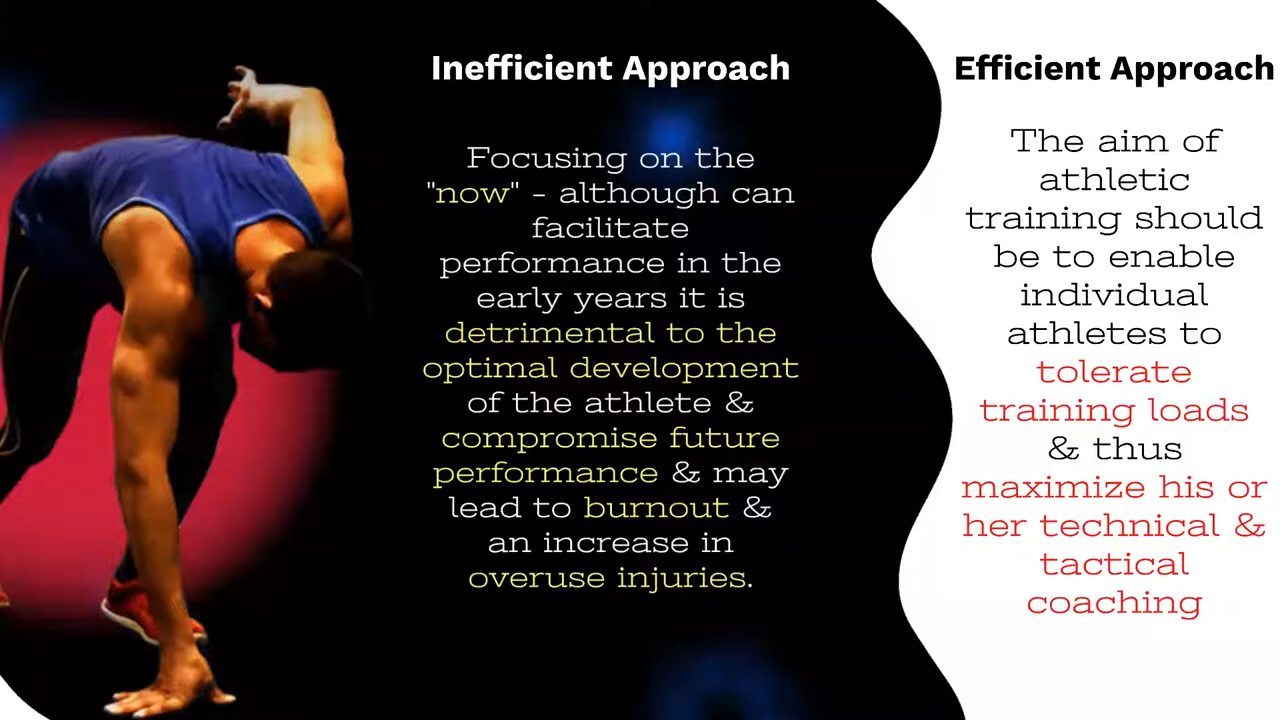 Inefficient Approach
Focusing on the
"now" - although can
facilitate
performance in the
early years it is
detrimental to the
optimal development
of the athlete &
compromise future
performance & may
lead to burnout &
an increase in
overuse injuries.
Efficient Approach
The aim of
athletic
training should
be to enable
individual
athletes to
tolerate
training loads
& thus
maximize his or
her technical &
tactical
coaching